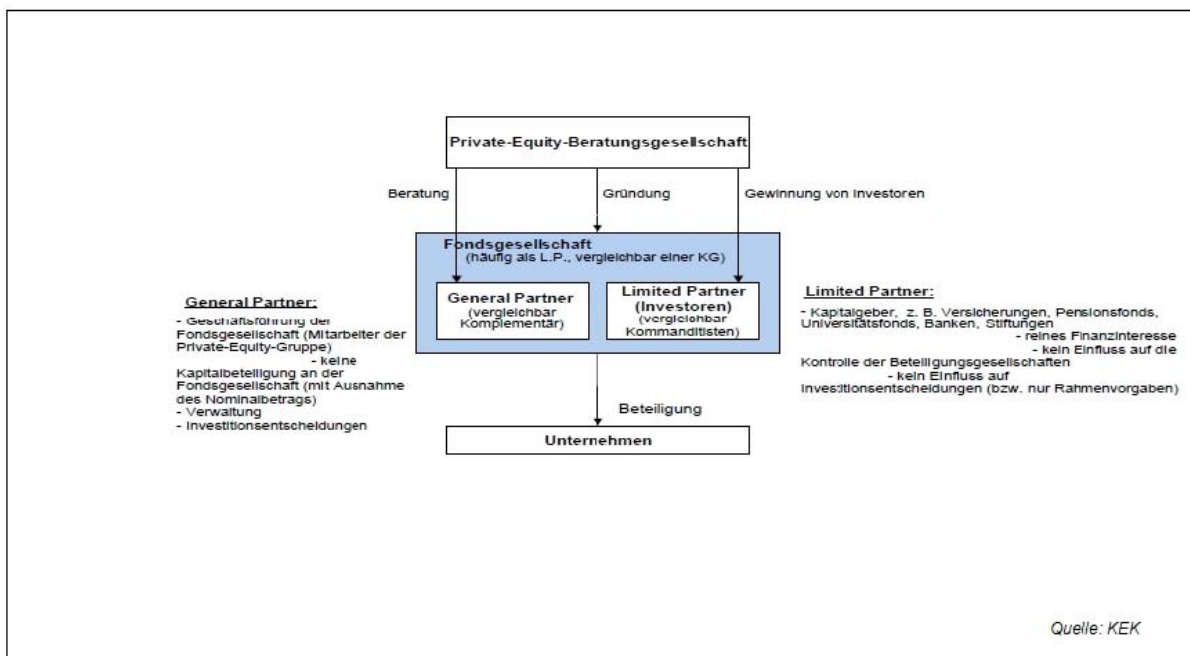 Private-Equity-Beratungsgesellschaft
Beratung
Gründung
Gewinnung von Investoren
Fondsgesellschaft
(häufig als L.P., vergleichbar einer KG)
General Partner
(vergleichbar
Komplementär)
Limited Partner
(Investoren)
(vergleichbar
Kommanditisten)
General Partner:
- Geschäftsführung der
Fondsgesellschaft (Mitarbeiter der
Private-Equity-Gruppe)
- keine
Kapitalbeteiligung an der
Fondsgesellschaft (mit Ausnahme
des Nominalbetrags)
- Verwaltung
- Investitionsentscheidungen
Limited Partner:
- Kapitalgeber, z. B. Versicherungen, Pensionsfonds,
Universitätsfonds, Banken, Stiftungen
- reines Finanzinteresse
- kein Einfluss auf die
Kontrolle der Beteiligungsgesellschaften
- kein Einfluss auf
Investitionsentscheidungen (bzw. nur Rahmenvorgaben)
Beteiligung
Unternehmen
Quelle: KEK